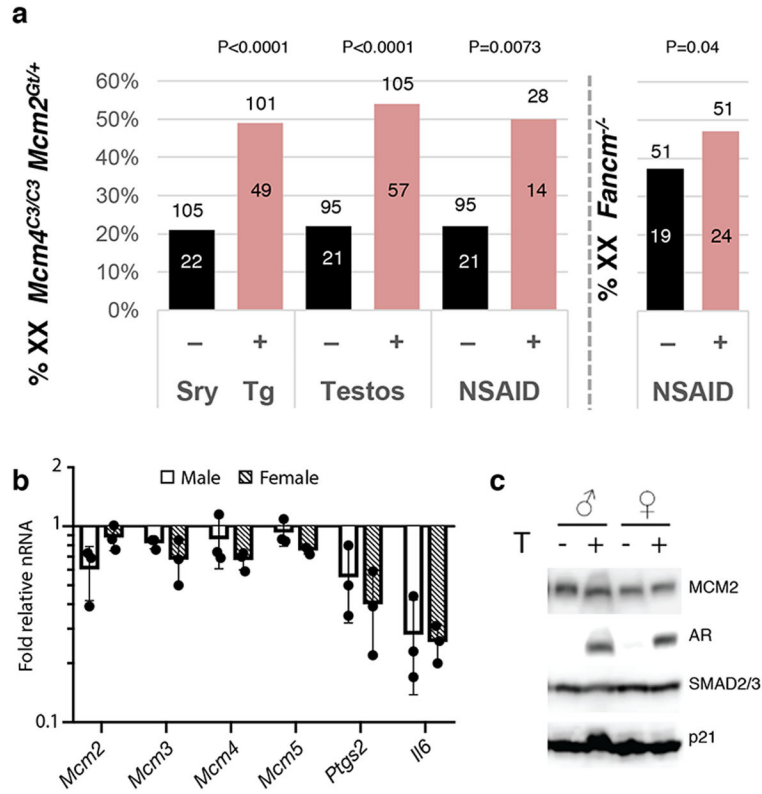 a
P<0.0001 P<0.0001 P=0.0073 P=0.04
% XX Mcm4C3/C3 Mcm2Gt/+
60%
50%
40%
30%
20%
10%
0%
105 101 95 105 95 28
22 49 21 57 21 14
– + – + – +
Sry Tg Testos NSAID
% XX Fancm-/-
51 51
19 24
– +
NSAID
b
Male Female
Fold relative nRNA
2
1
0.1
Mcm2 Mcm3 Mcm4 Mcm5 Ptgs2 Il6
c
♂ ♀
T - + - +
MCM2
AR
SMAD2/3
p21